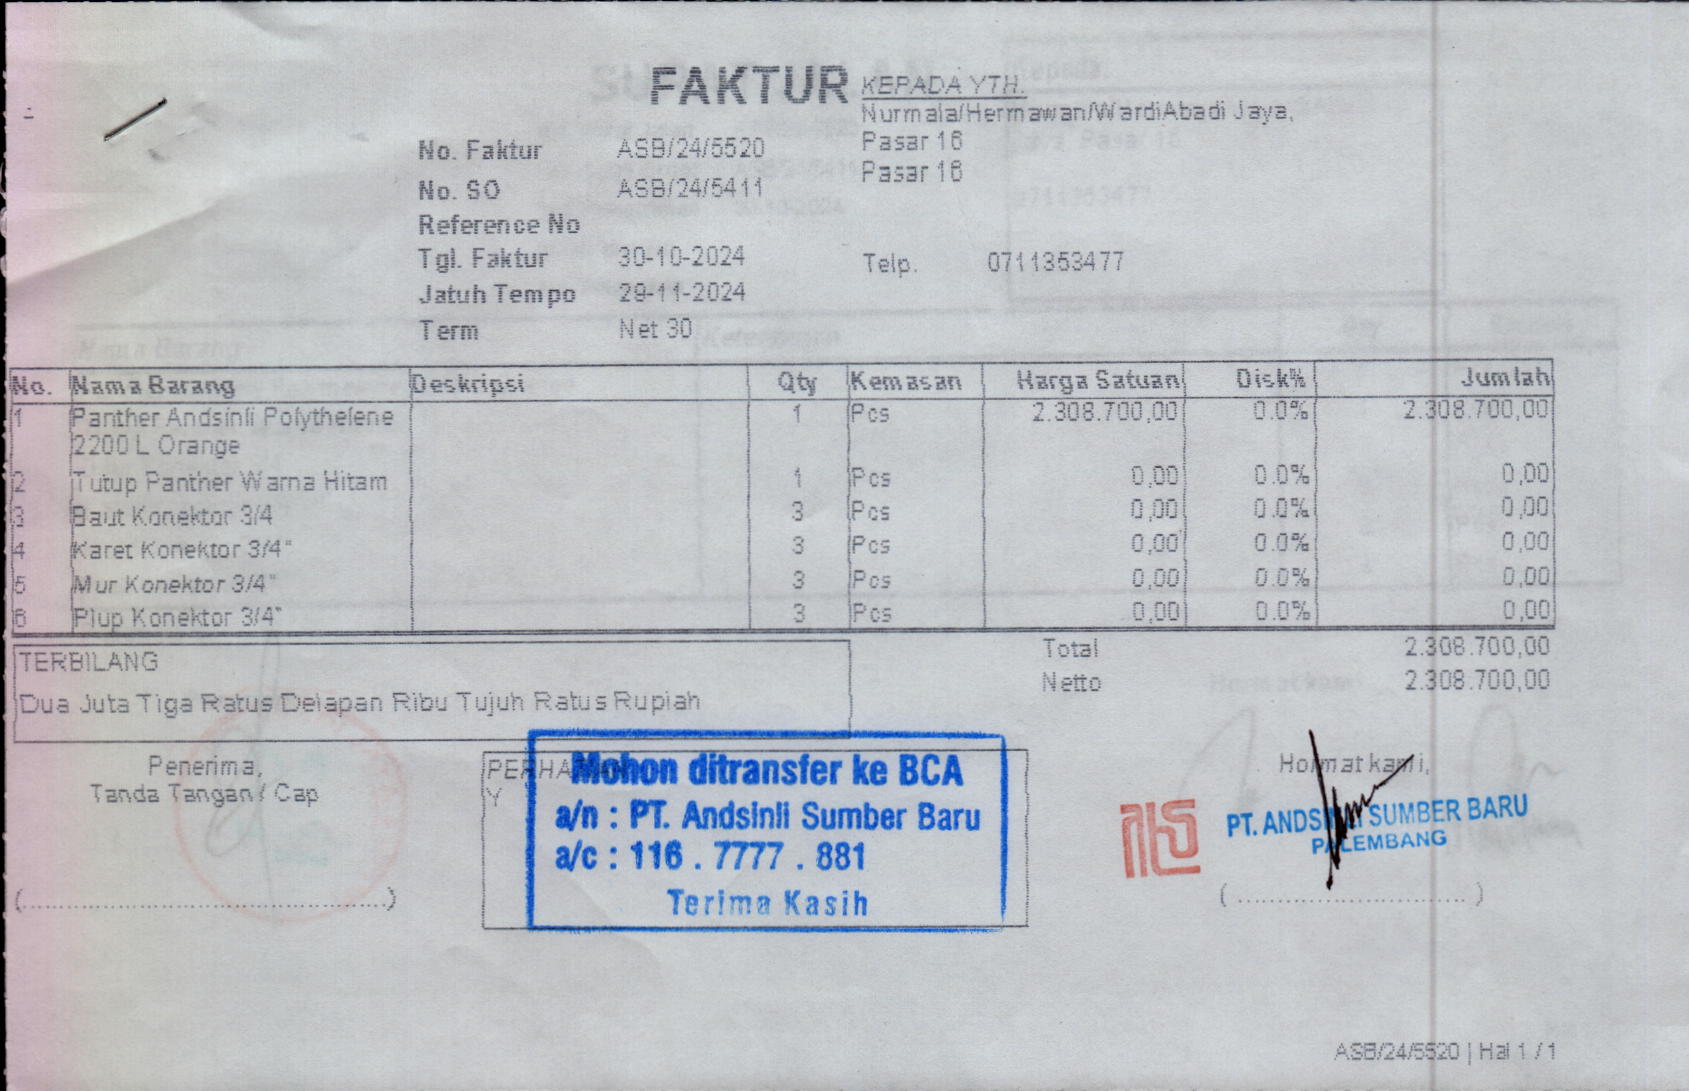 FAKTUR
KEPADA YTH.
Nurmala/Hermawan/WardiAbadi Jaya,
Pasar 16
Pasar 16
No. Faktur ASB/24/5520
No. SO ASB/24/5411
Reference No
Tgl. Faktur 30-10-2024
Telp. 0711353477
Jatuh Tempo 29-11-2024
Term Net 30
No. Nama Barang Deskripsi Qty Kemasan Harga Satuan Disk% Jumlah
1 Panther Andsinli Polythelene 1 Pcs 2.308.700,00 0.0% 2.308.700,00
2200 L Orange
2 Tutup Panther Warna Hitam 1 Pcs 0,00 0.0% 0,00
3 Baut Konektor 3/4 3 Pcs 0,00 0.0% 0,00
4 Karet Konektor 3/4" 3 Pcs 0,00 0.0% 0,00
5 Mur Konektor 3/4" 3 Pcs 0,00 0.0% 0,00
6 Plup Konektor 3/4" 3 Pcs 0,00 0.0% 0,00
Total 2.308.700,00
Netto 2.308.700,00
TERBILANG
Dua Juta Tiga Ratus Delapan Ribu Tujuh Ratus Rupiah
Penerima,
Tanda Tangan / Cap
(..........................................)
Y
Mohon ditransfer ke BCA
a/n : PT. Andsinli Sumber Baru
a/c : 116 . 7777 . 881
Terima Kasih
Hormat kami,
PT. ANDSINLI SUMBER BARU
PALEMBANG
(..............................)
ASB/24/5520 | Hal 1 / 1